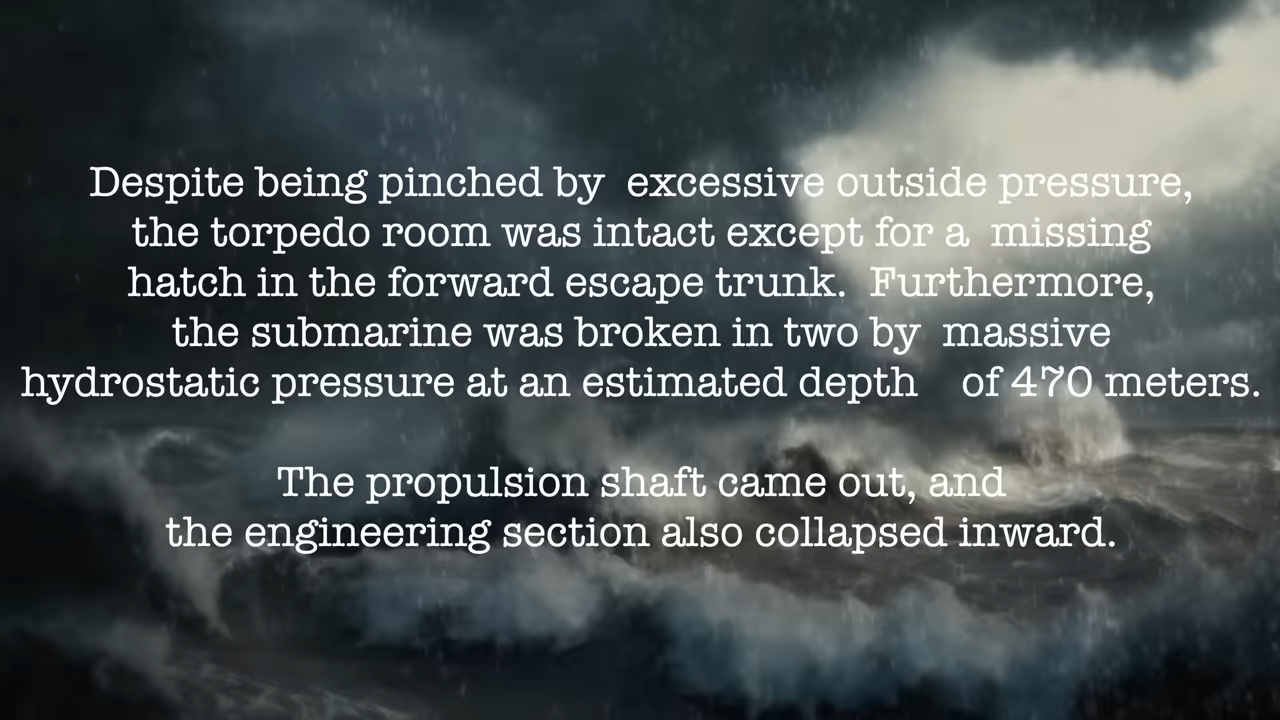 Despite being pinched by  excessive outside pressure,
the torpedo room was intact except for a  missing
hatch in the forward escape trunk.  Furthermore,
the submarine was broken in two by  massive
hydrostatic pressure at an estimated depth    of 470 meters.
The propulsion shaft came out, and
the engineering section also collapsed inward.